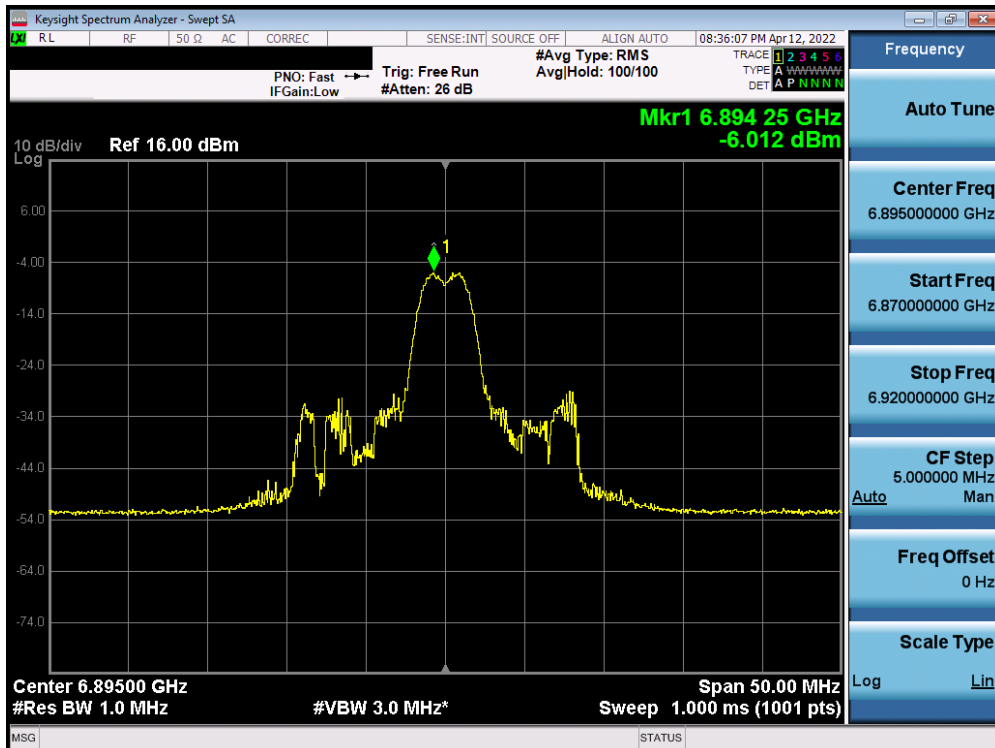 Keysight Spectrum Analyzer - Swept SA
LXI RL RF 50 Ω AC CORREC SENSE:INT SOURCE OFF ALIGN AUTO 08:36:07 PM Apr 12, 2022
PNO: Fast Trig: Free Run #Avg Type: RMS TRACE 1 2 3 4 5 6
IFGain:Low #Atten: 26 dB Avg|Hold: 100/100 TYPE A WWWWW
DET A P N N N N
Mkr1 6.894 25 GHz
-6.012 dBm
10 dB/div Ref 16.00 dBm
Log
1
6.00
-4.00
-14.0
-24.0
-34.0
-44.0
-54.0
-64.0
-74.0
Center 6.89500 GHz Span 50.00 MHz
#Res BW 1.0 MHz #VBW 3.0 MHz* Sweep 1.000 ms (1001 pts)
MSG STATUS
Frequency
Auto Tune
Center Freq
6.895000000 GHz
Start Freq
6.870000000 GHz
Stop Freq
6.920000000 GHz
CF Step
5.000000 MHz
Auto Man
Freq Offset
0 Hz
Scale Type
Log Lin